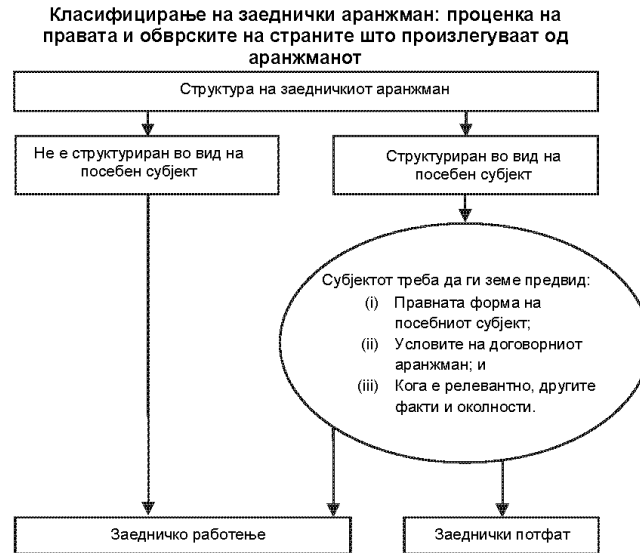 Класифицирање на заеднички аранжман: проценка на
правата и обврските на страните што произлегуваат од
аранжманот
Структура на заедничкиот аранжман
Не е структуриран во вид на
посебен субјект
Структуриран во вид на
посебен субјект
Субјектот треба да ги земе предвид:
(i) Правната форма на
посебниот субјект;
(ii) Условите на договорниот
аранжман; и
(iii) Кога е релевантно, другите
факти и околности.
Заедничко работење
Заеднички потфат